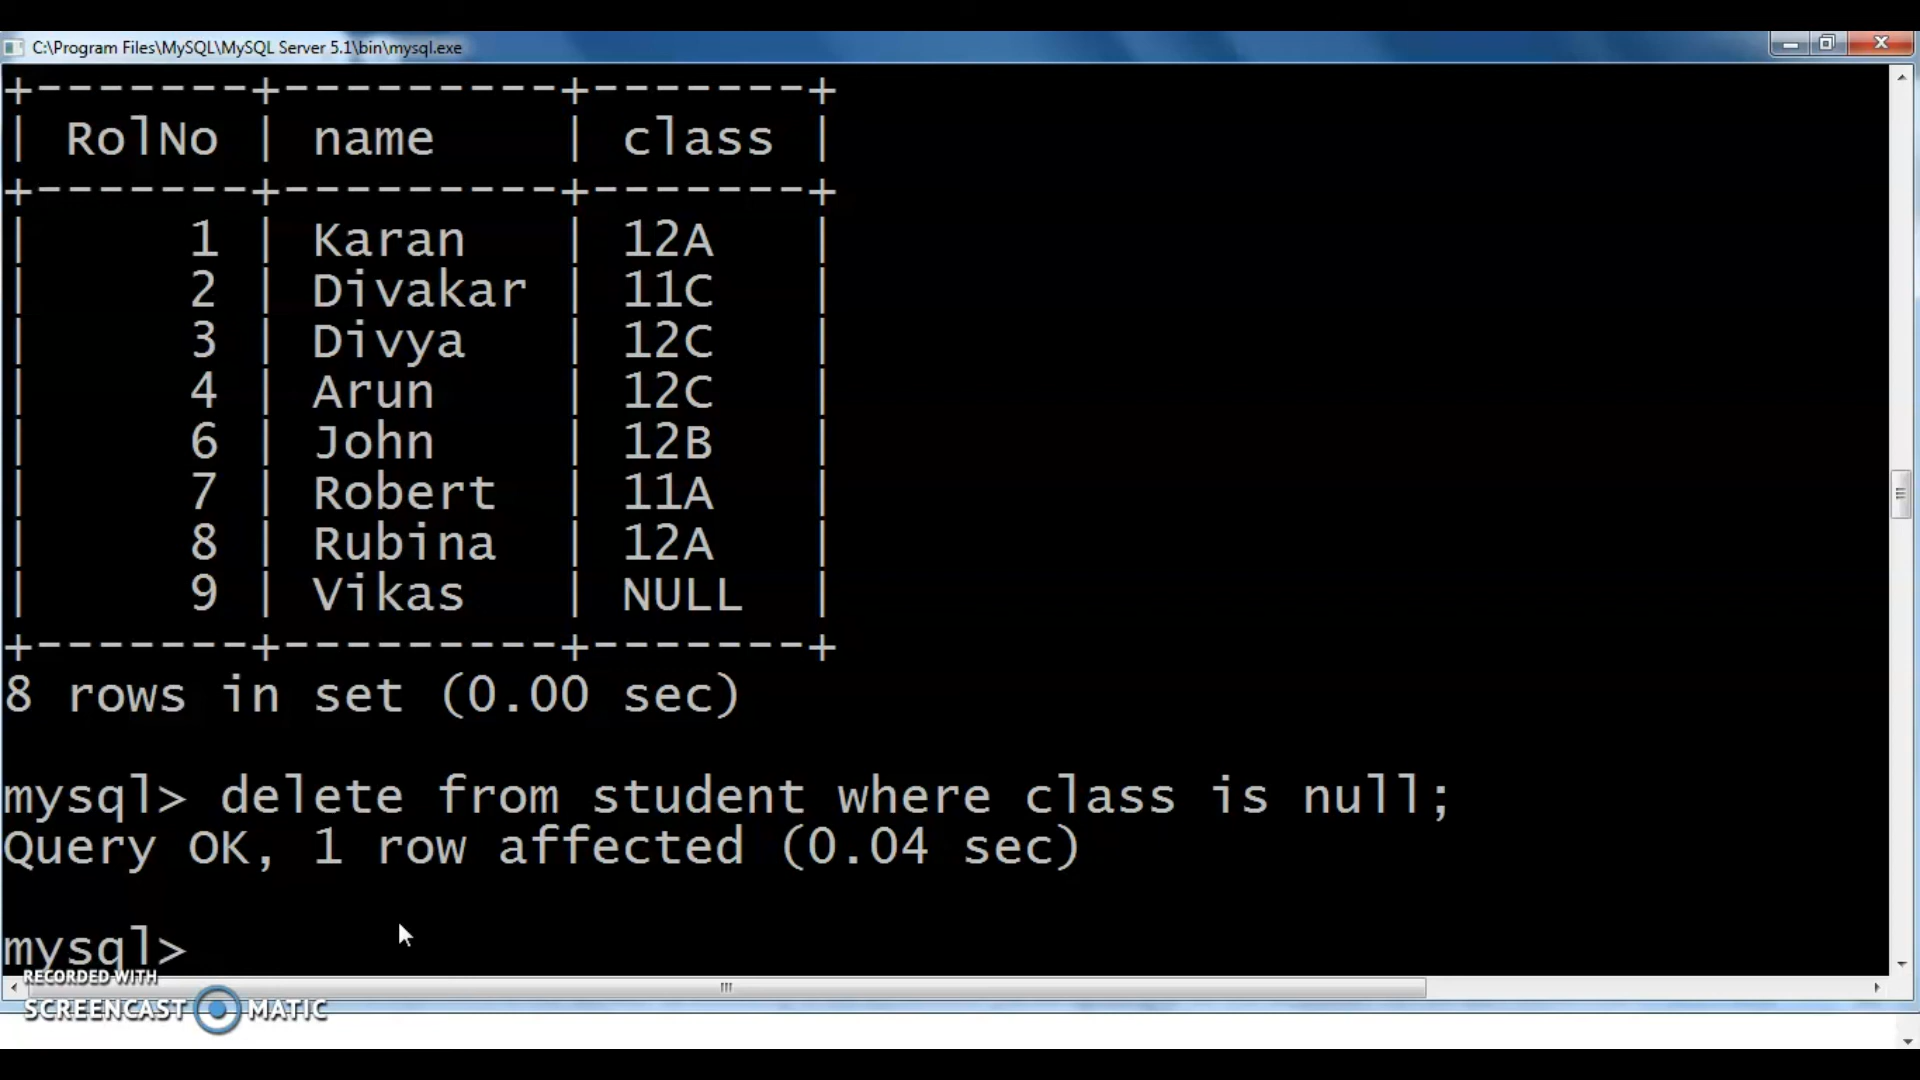 C:\Program Files\MySQL\MySQL Server 5.1\bin\mysql.exe
+-------+---------+-------+
| RolNo | name    | class |
+-------+---------+-------+
|     1 | Karan   | 12A   |
|     2 | Divakar | 11C   |
|     3 | Divya   | 12C   |
|     4 | Arun    | 12C   |
|     6 | John    | 12B   |
|     7 | Robert  | 11A   |
|     8 | Rubina  | 12A   |
|     9 | Vikas   | NULL  |
+-------+---------+-------+
8 rows in set (0.00 sec)
mysql> delete from student where class is null;
Query OK, 1 row affected (0.04 sec)
mysql>
RECORDED WITH
SCREENCAST MATIC